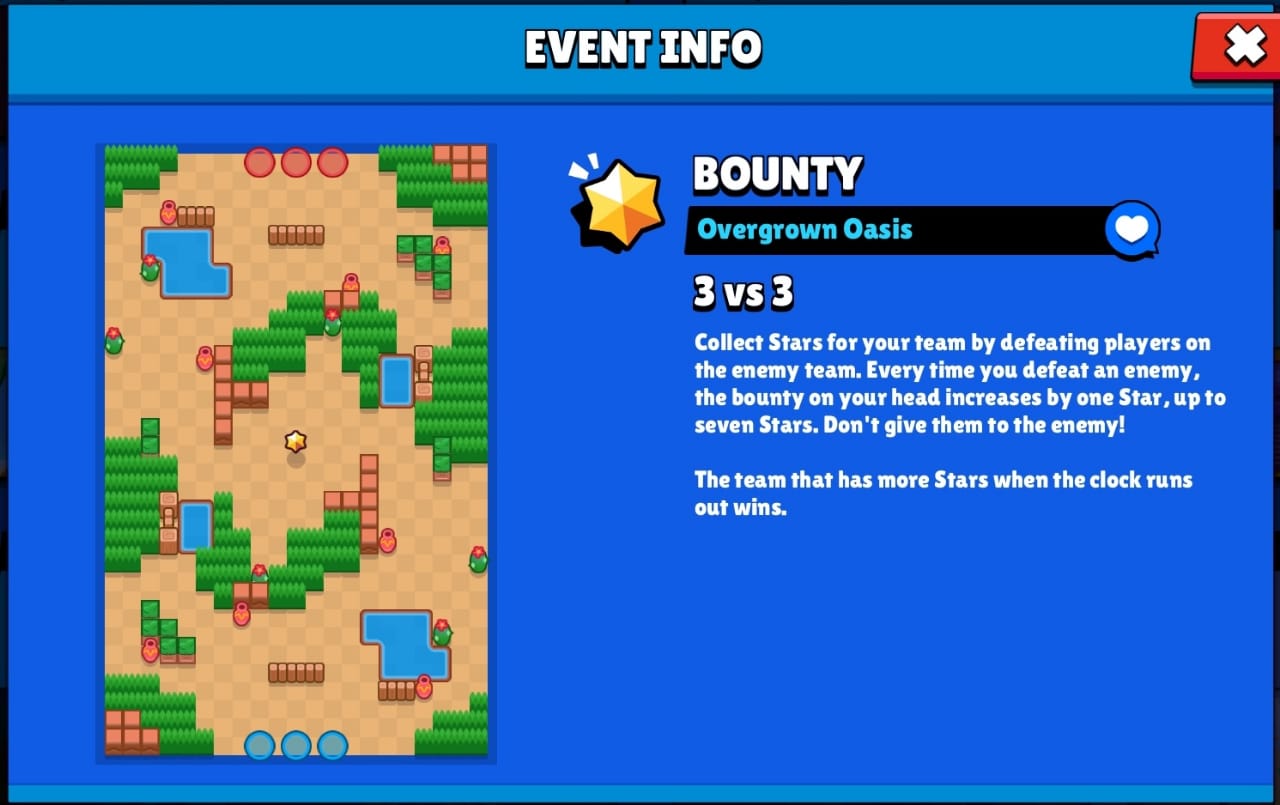 EVENT INFO
BOUNTY
Overgrown Oasis
3 vs 3
Collect Stars for your team by defeating players on
the enemy team. Every time you defeat an enemy,
the bounty on your head increases by one Star, up to
seven Stars. Don't give them to the enemy!
The team that has more Stars when the clock runs
out wins.